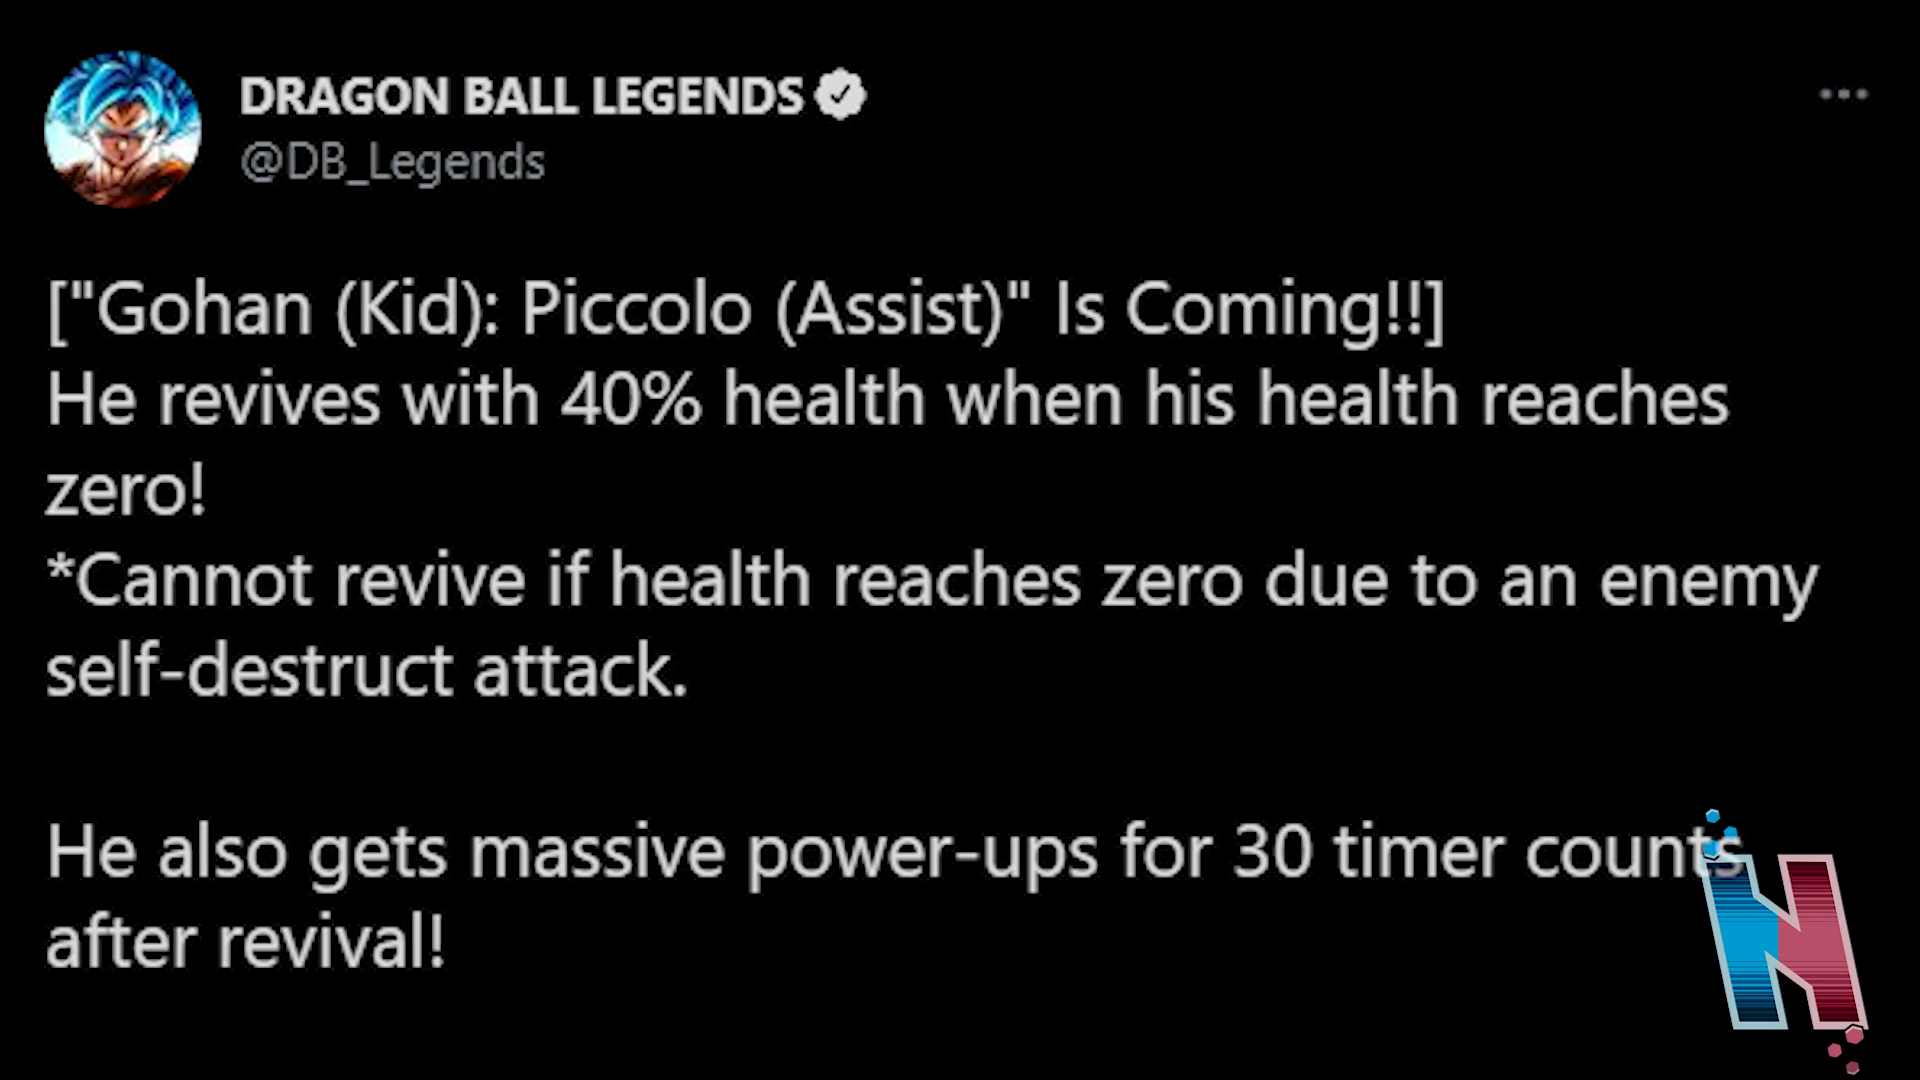 DRAGON BALL LEGENDS
@DB_Legends
["Gohan (Kid): Piccolo (Assist)" Is Coming!!]
He revives with 40% health when his health reaches
zero!
*Cannot revive if health reaches zero due to an enemy
self-destruct attack.
He also gets massive power-ups for 30 timer counts
after revival!
N